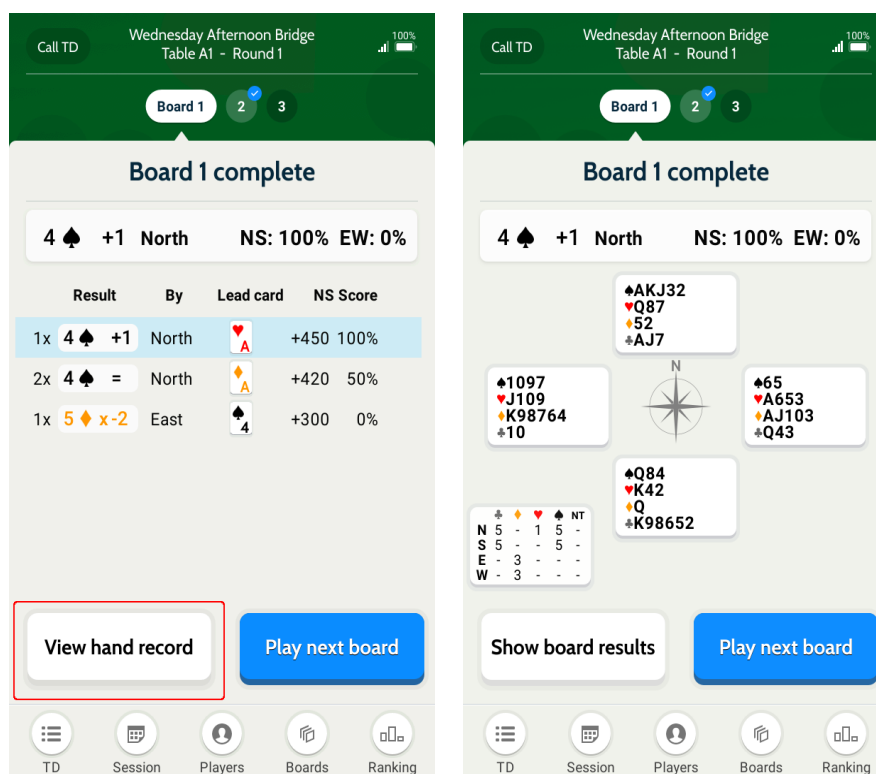 Call TD
Wednesday Afternoon Bridge
Table A1 - Round 1
100%
Board 1
2
3
Board 1 complete
4 ♠ +1 North NS: 100% EW: 0%
Result By Lead card NS Score
1x 4 ♠ +1 North ♥ A +450 100%
2x 4 ♠ = North ♦ A +420 50%
1x 5 ♦ x -2 East ♠ 4 +300 0%
View hand record
Play next board
TD
Session
Players
Boards
Ranking
Call TD
Wednesday Afternoon Bridge
Table A1 - Round 1
100%
Board 1
2
3
Board 1 complete
4 ♠ +1 North NS: 100% EW: 0%
♠AKJ32
♥Q87
♦52
♣AJ7
N
♠1097
♥J109
♦K98764
♣10
♠65
♥A653
♦AJ103
♣Q43
♠Q84
♥K42
♦Q
♣K98652
♣ ♦ ♥ ♠ NT
N 5 - 1 5 -
S 5 - - 5 -
E - 3 - - -
W - 3 - - -
Show board results
Play next board
TD
Session
Players
Boards
Ranking